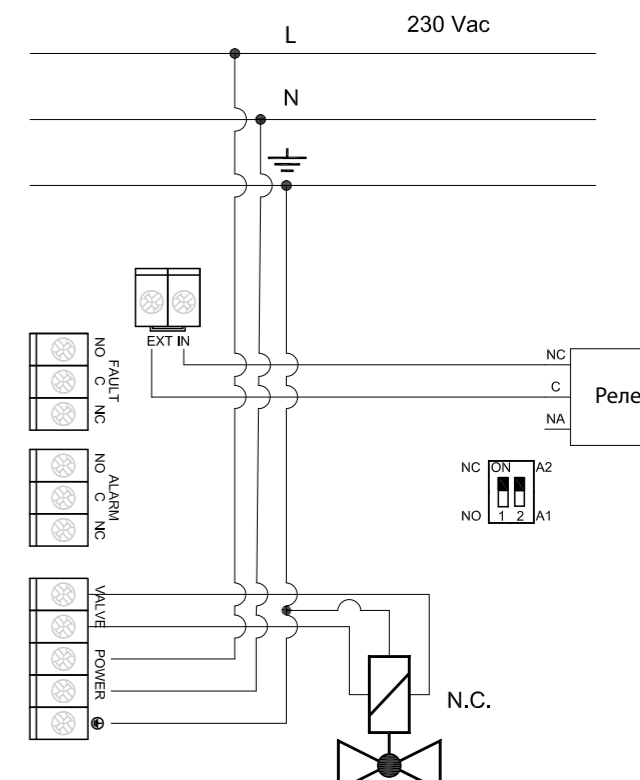 230 Vac
L
N
EXT IN
NO
C
NC
FAULT
NC
C
NA
Реле
NO
C
NC
ALARM
NC
ON
A2
NO
1 2
A1
VALVE
POWER
N.C.